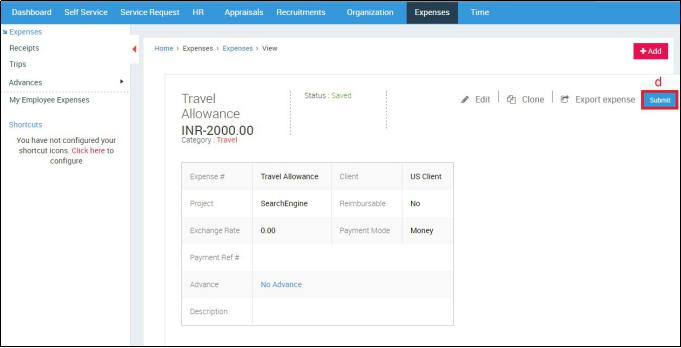 Dashboard Self Service Service Request HR Appraisals Recruitments Organization Expenses Time
Expenses
Receipts
Trips
Advances
My Employee Expenses
Shortcuts
You have not configured your
shortcut icons. Click here to
configure
Home › Expenses › Expenses › View
+ Add
d
Travel
Allowance
INR-2000.00
Category : Travel
Status : Saved
Edit Clone Export expense Submit
Expense # Travel Allowance Client US Client
Project SearchEngine Reimbursable No
Exchange Rate 0.00 Payment Mode Money
Payment Ref #
Advance No Advance
Description